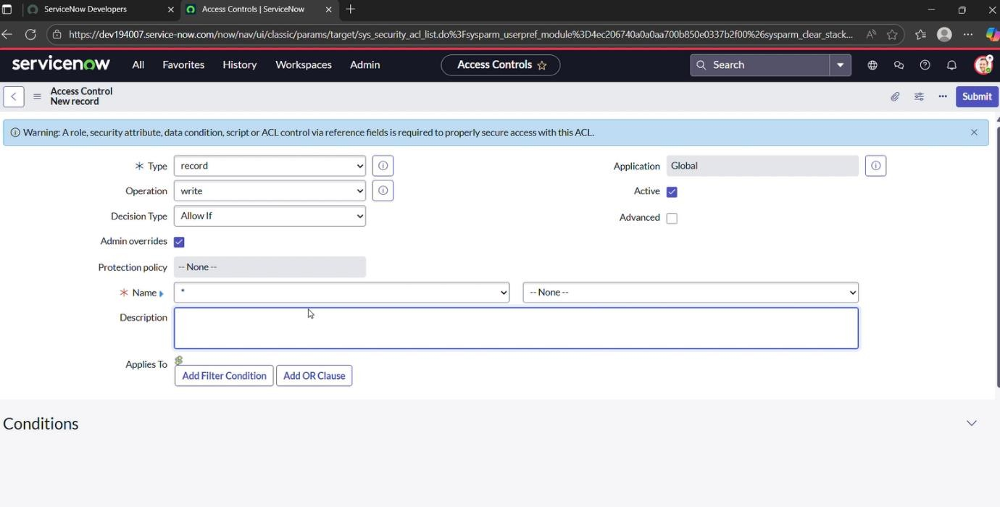 ServiceNow Developers
Access Controls | ServiceNow
https://dev194007.service-now.com/now/nav/ui/classic/params/target/sys_security_acl_list.do%3Fsysparm_userpref_module%3D4ec206740a0a0aa700b850e0337b2f00%26sysparm_clear_stack...
servicenow
All
Favorites
History
Workspaces
Admin
Access Controls
Search
Access Control
New record
Submit
Warning: A role, security attribute, data condition, script or ACL control via reference fields is required to properly secure access with this ACL.
* Type
record
Application
Global
Operation
write
Active
Decision Type
Allow If
Advanced
Admin overrides
Protection policy
-- None --
* Name
*
-- None --
Description
Applies To
Add Filter Condition
Add OR Clause
Conditions